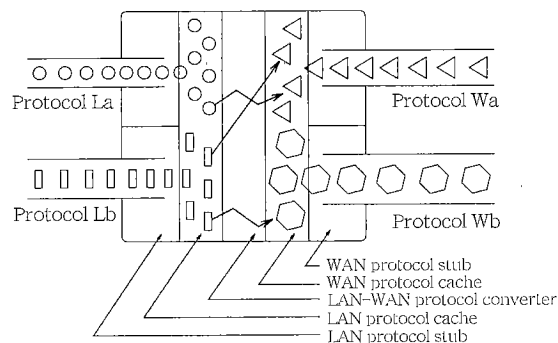 Protocol La
Protocol Wa
Protocol Lb
Protocol Wb
WAN protocol stub
WAN protocol cache
LAN-WAN protocol converter
LAN protocol cache
LAN protocol stub